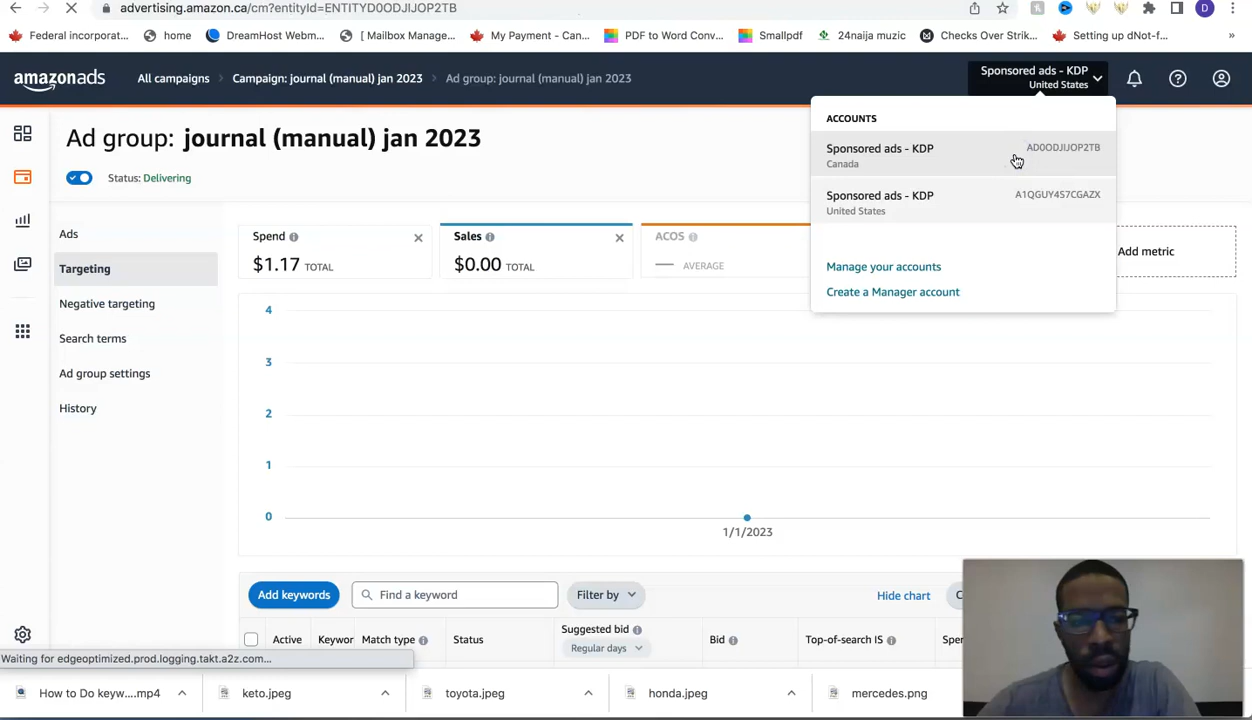 advertising.amazon.ca/cm?entityId=ENTITYD0ODJIJOP2TB
D
Federal incorporat...
home
DreamHost Webm...
[ Mailbox Manage...
My Payment - Can...
PDF to Word Conv...
Smallpdf
24naija muzic
Checks Over Strik...
Setting up dNot-f...
»
amazonads
All campaigns
Campaign: journal (manual) jan 2023
Ad group: journal (manual) jan 2023
Sponsored ads - KDP
United States
ACCOUNTS
Sponsored ads - KDP
AD0ODJIJOP2TB
Canada
Sponsored ads - KDP
A1QGUY4S7CGAZX
United States
Manage your accounts
Create a Manager account
Ad group: journal (manual) jan 2023
Status: Delivering
Ads
Targeting
Negative targeting
Search terms
Ad group settings
History
Spend
$1.17 TOTAL
Sales
$0.00 TOTAL
ACOS
— AVERAGE
Add metric
4
3
2
1
0
1/1/2023
Add keywords
Find a keyword
Filter by
Hide chart
C
Active
Keywor
Match type
Status
Suggested bid
Regular days
Bid
Top-of-search IS
Spen
Waiting for edgeoptimized.prod.logging.takt.a2z.com...
How to Do keyw....mp4
keto.jpeg
toyota.jpeg
honda.jpeg
mercedes.png